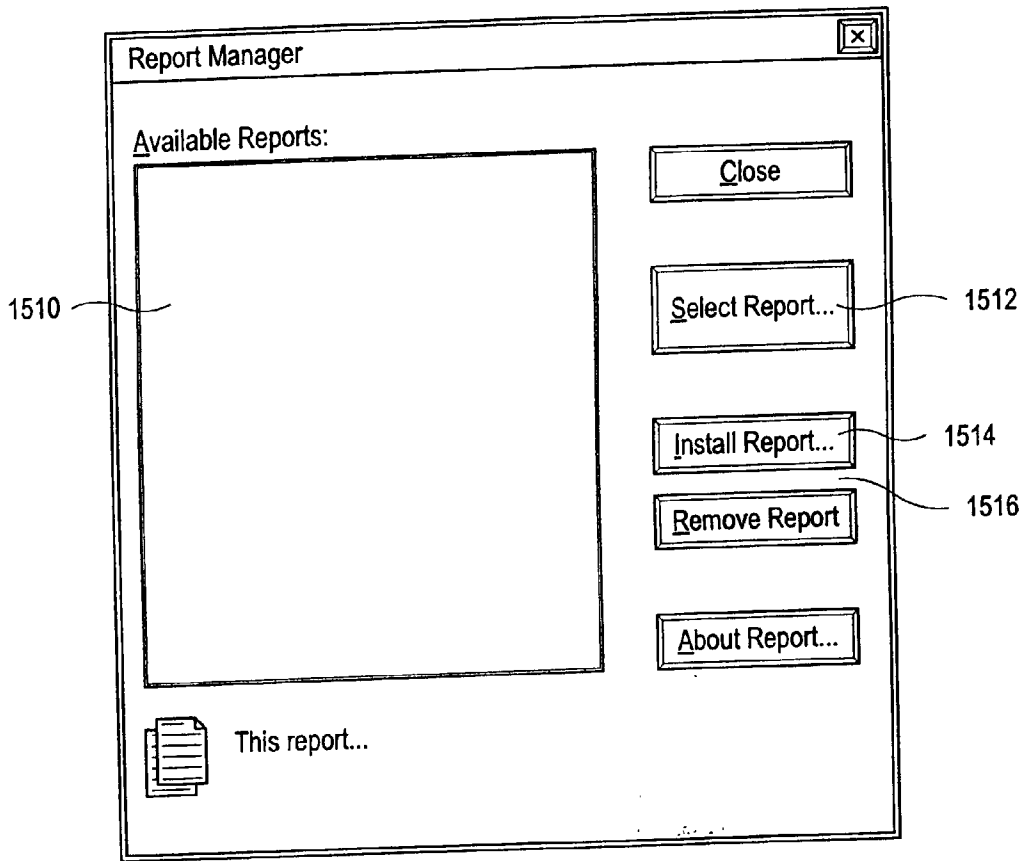 Report Manager
Available Reports:
Close
1510
Select Report...
1512
Install Report...
1514
1516
Remove Report
About Report...
This report...